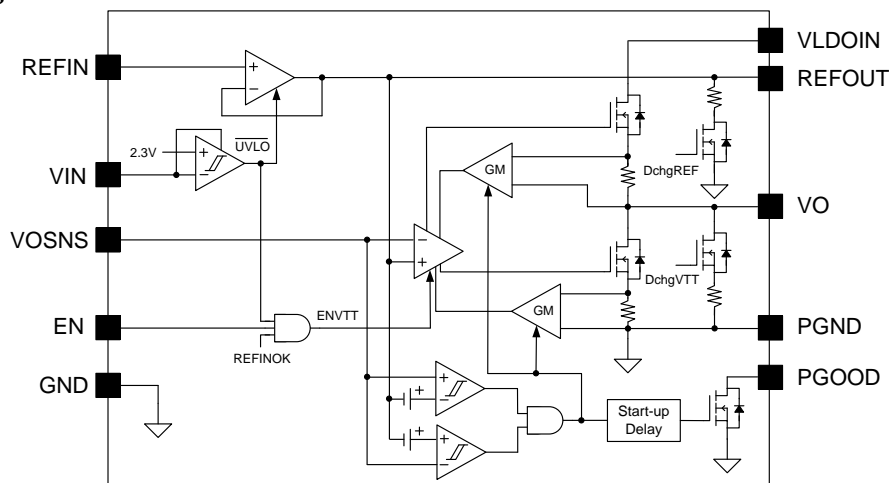 VLDOIN
REFIN
REFOUT
2.3V
UVLO
VIN
GM
DchgREF
VO
VOSNS
DchgVTT
GM
EN
ENVTT
PGND
REFINOK
GND
PGOOD
Start-up
Delay